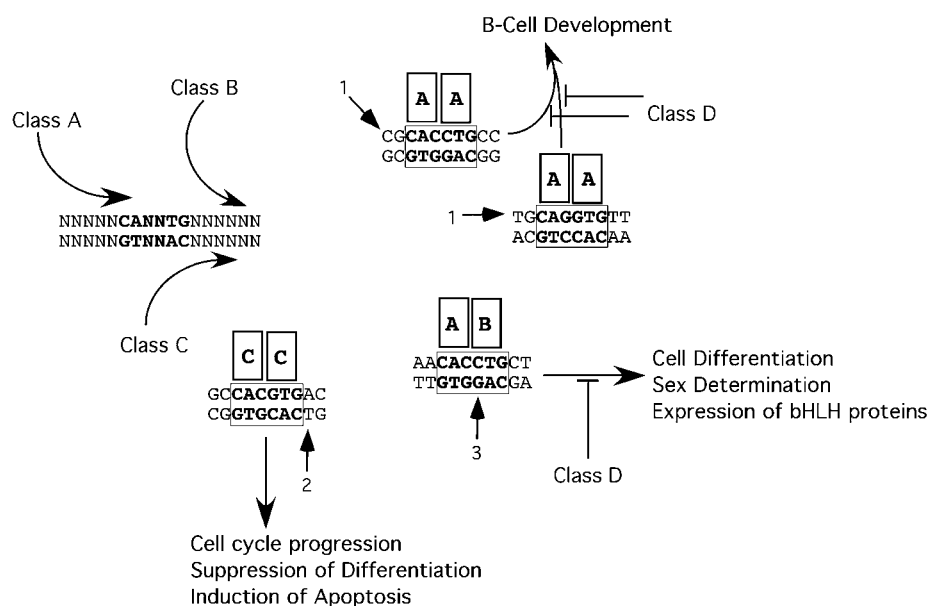 B-Cell Development
Class A
Class B
1
A A
CGCACCTGCC
GCGTGGACGG
Class D
NNNNNCANNTGNNNNNN
NNNNNGTNNACNNNNNN
A A
1
TGCAGGTGTT
ACGTCCACAA
Class C
C C
GCCACGTGAC
CGGTGCACTG
2
Cell cycle progression
Suppression of Differentiation
Induction of Apoptosis
A B
AACACCTGCT
TTGTGGACGA
3
Class D
Cell Differentiation
Sex Determination
Expression of bHLH proteins